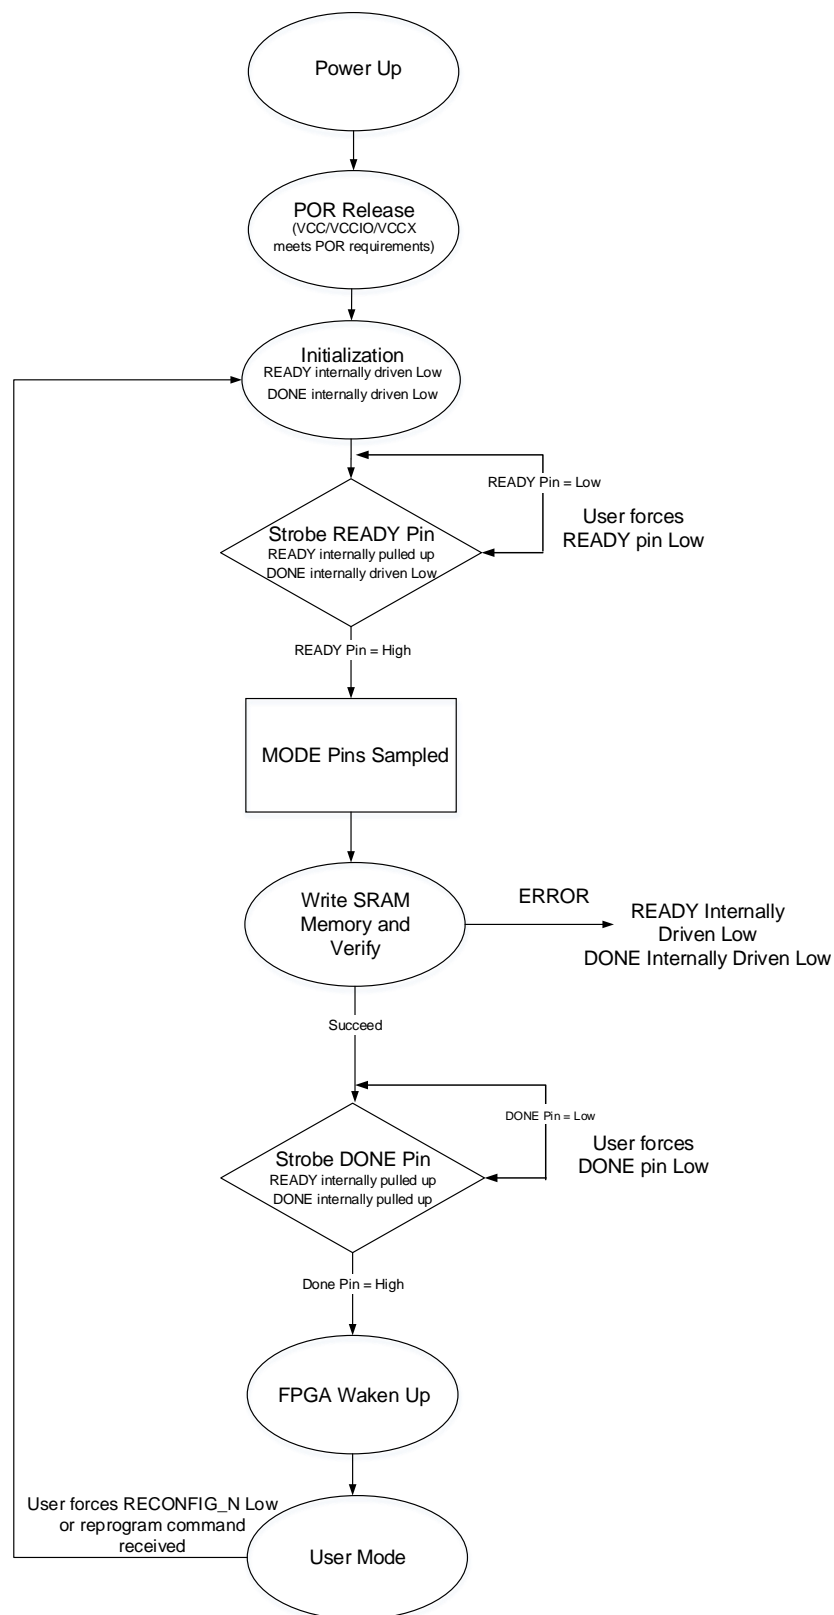 Power Up
POR Release
(VCC/VCCIO/VCCX
meets POR requirements)
Initialization
READY internally driven Low
DONE internally driven Low
READY Pin = Low
User forces
READY pin Low
Strobe READY Pin
READY internally pulled up
DONE internally driven Low
READY Pin = High
MODE Pins Sampled
Write SRAM
Memory and
Verify
ERROR
READY Internally
Driven Low
DONE Internally Driven Low
Succeed
DONE Pin = Low
User forces
DONE pin Low
Strobe DONE Pin
READY internally pulled up
DONE internally pulled up
Done Pin = High
FPGA Waken Up
User forces RECONFIG_N Low
or reprogram command
received
User Mode